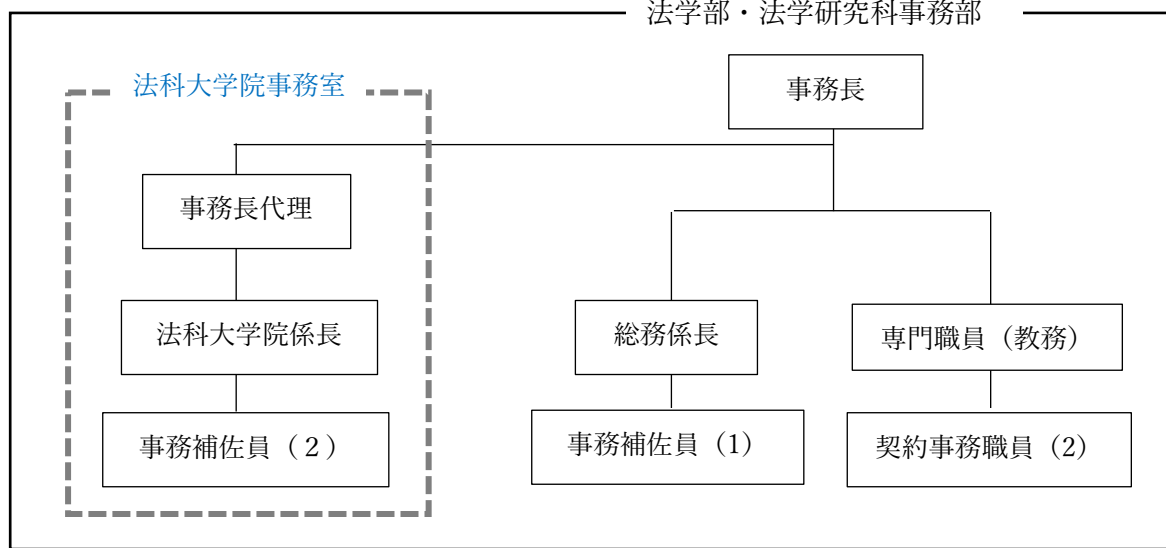 法学部・法学研究科事務部
法科大学院事務室
事務長
事務長代理
法科大学院係長
総務係長
専門職員（教務）
事務補佐員（２）
事務補佐員（1）
契約事務職員（2）